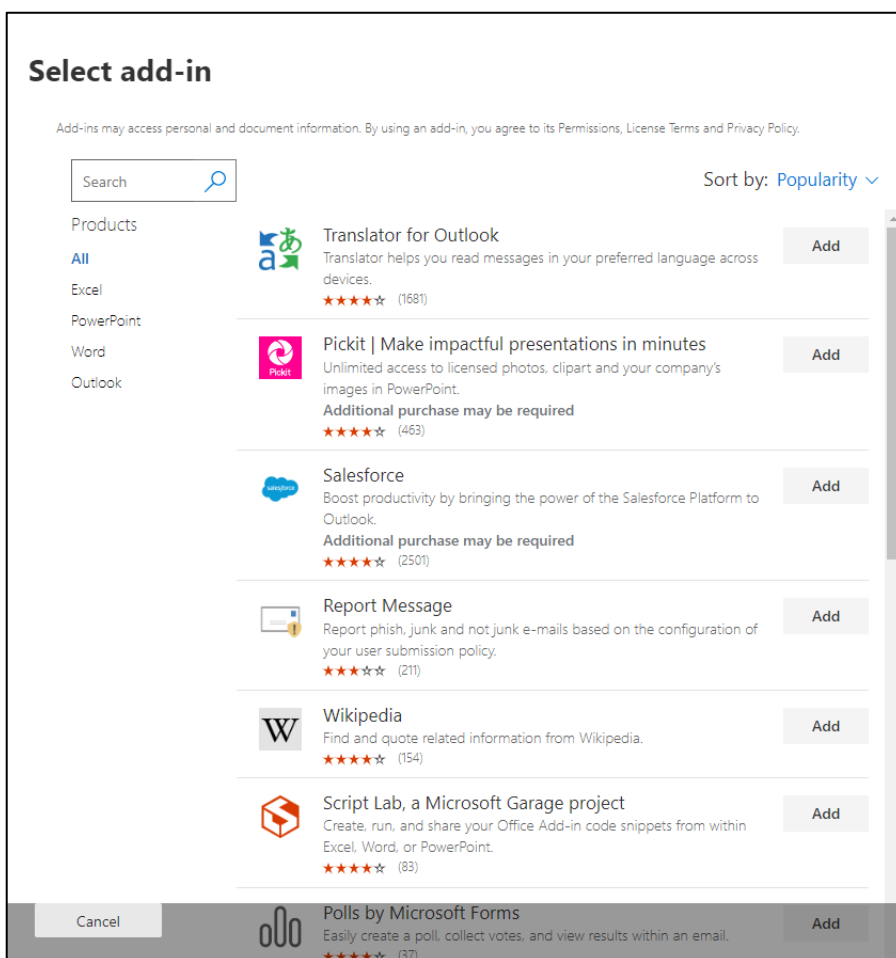 Select add-in
Add-ins may access personal and document information. By using an add-in, you agree to its Permissions, License Terms and Privacy Policy.
Search
Sort by: Popularity
Products
All
Excel
PowerPoint
Word
Outlook
Translator for Outlook
Translator helps you read messages in your preferred language across
devices.
(1681)
Add
Pickit
Pickit | Make impactful presentations in minutes
Unlimited access to licensed photos, clipart and your company's
images in PowerPoint.
Additional purchase may be required
(463)
Add
salesforce
Salesforce
Boost productivity by bringing the power of the Salesforce Platform to
Outlook.
Additional purchase may be required
(2501)
Add
Report Message
Report phish, junk and not junk e-mails based on the configuration of
your user submission policy.
(211)
Add
W
Wikipedia
Find and quote related information from Wikipedia.
(154)
Add
Script Lab, a Microsoft Garage project
Create, run, and share your Office Add-in code snippets from within
Excel, Word, or PowerPoint.
(83)
Add
Polls by Microsoft Forms
Easily create a poll, collect votes, and view results within an email.
(37)
Add
Cancel